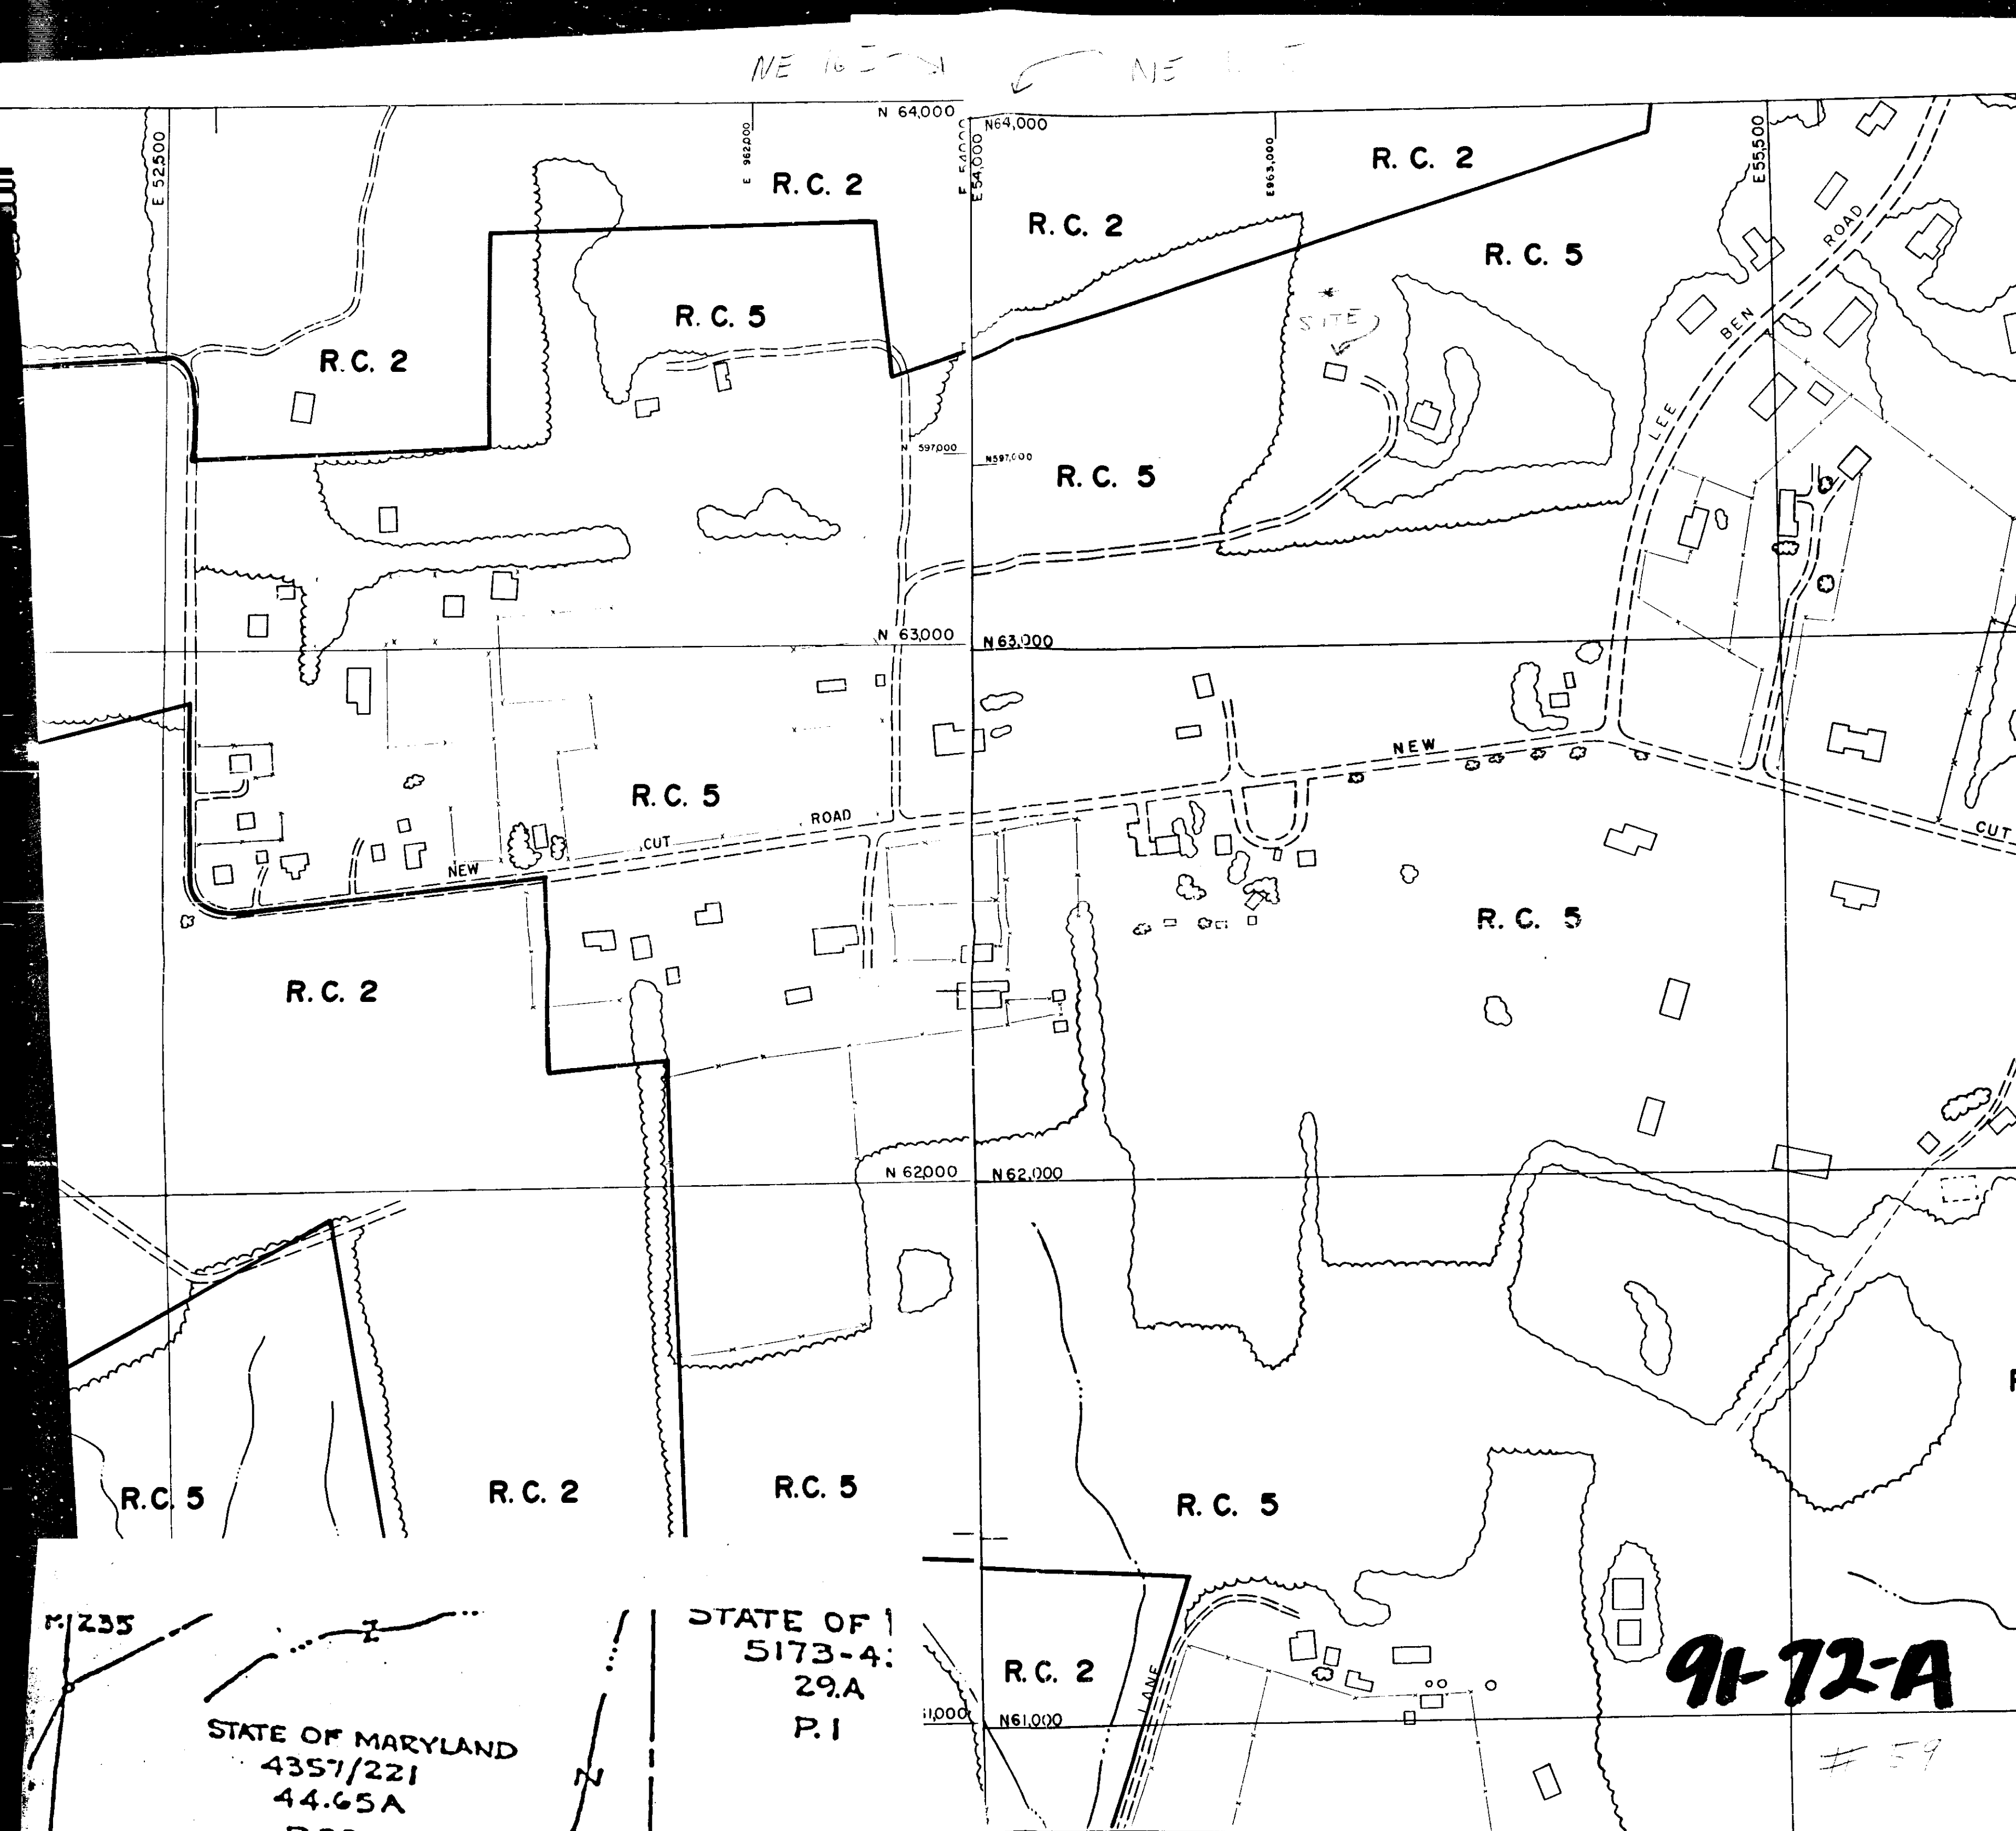 NE
NE
N 64,000
N64,000
E 52,500
E 962,000
E 54,000
E963,000
E55,500
R. C. 2
R. C. 2
R. C. 2
R. C. 5
R. C. 5
R. C. 2
* SITE
BEN
ROAD
LEE
N 597,000
N597,000
R. C. 5
N 63,000
N63,000
NEW
R. C. 5
ROAD
CUT
NEW
CUT
R. C. 5
R. C. 2
N 62,000
N62,000
R. C. 5
R. C. 2
R. C. 5
R. C. 5
M. 235
STATE OF
5173-4
29.A
P. 1
R. C. 2
LANE
N61,000
91-72-A
# 59
STATE OF MARYLAND
4357/221
44.65A